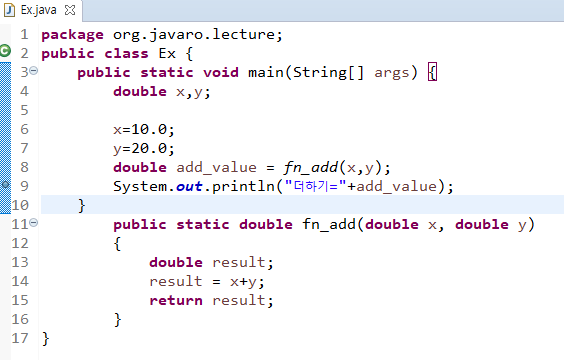 Ex.java
1 package org.javaro.lecture;
2 public class Ex {
3 public static void main(String[] args) {
4 double x,y;
5
6 x=10.0;
7 y=20.0;
8 double add_value = fn_add(x,y);
9 System.out.println("더하기="+add_value);
10 }
11 public static double fn_add(double x, double y)
12 {
13 double result;
14 result = x+y;
15 return result;
16 }
17 }